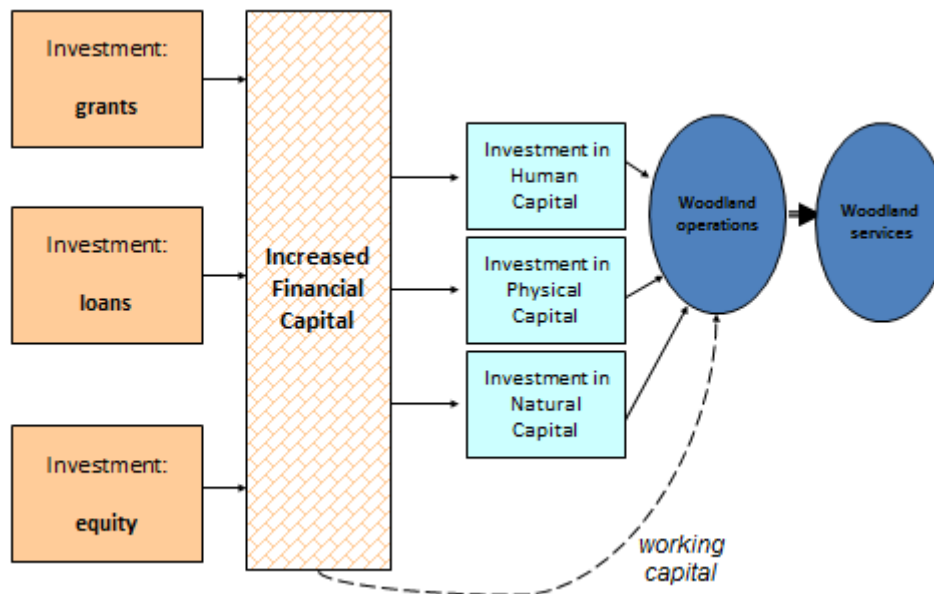 Investment:
grants
Investment:
loans
Investment:
equity
Increased
Financial
Capital
Investment in
Human
Capital
Investment in
Physical
Capital
Investment in
Natural
Capital
Woodland
operations
Woodland
services
working
capital